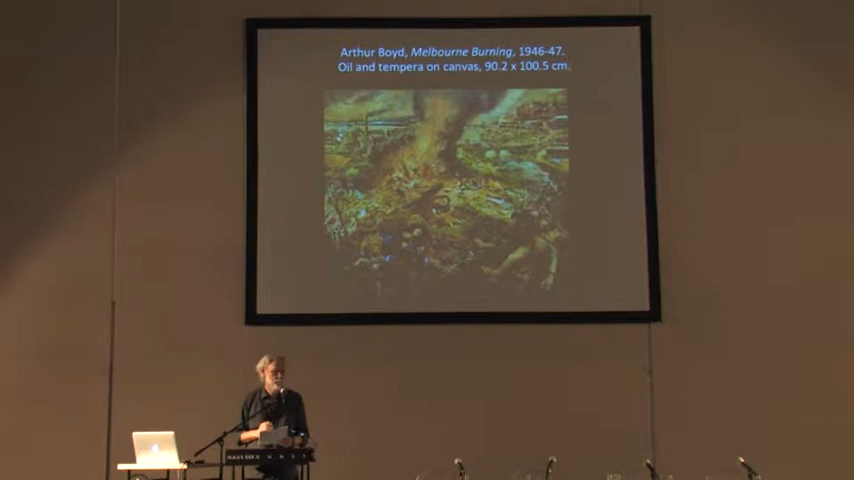 Arthur Boyd, Melbourne Burning, 1946-47.
Oil and tempera on canvas, 90.2 x 100.5 cm.